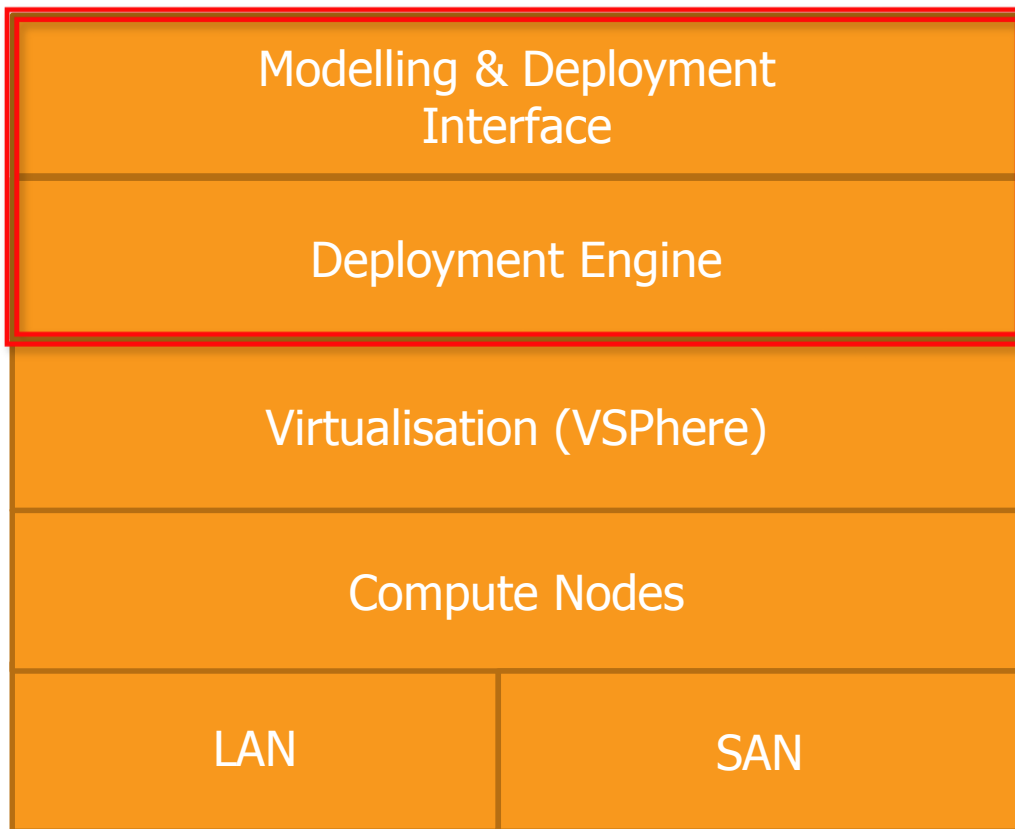 Modelling & Deployment
Interface
Deployment Engine
Virtualisation (VSPhere)
Compute Nodes
LAN
SAN